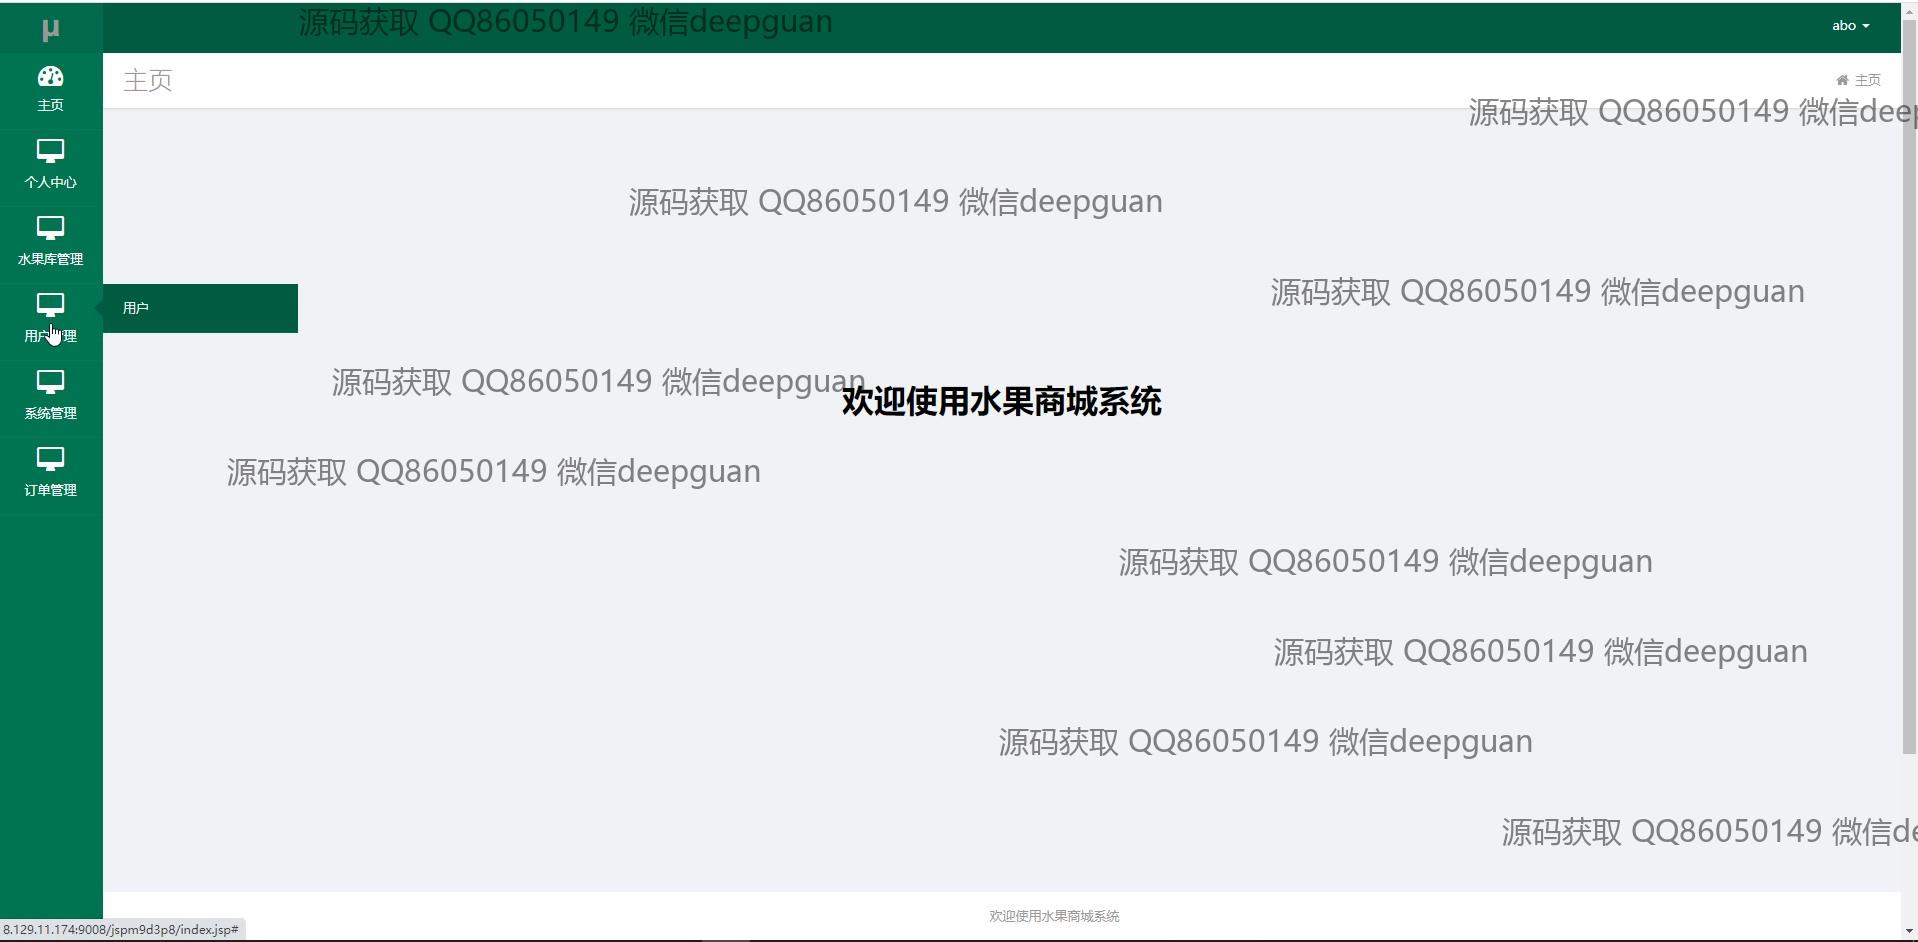 μ
源码获取 QQ86050149 微信deepguan
abo
主页
主页
主页
源码获取 QQ86050149 微信deep
个人中心
源码获取 QQ86050149 微信deepguan
水果库管理
源码获取 QQ86050149 微信deepguan
用户
用户管理
源码获取 QQ86050149 微信deepguan
欢迎使用水果商城系统
系统管理
源码获取 QQ86050149 微信deepguan
订单管理
源码获取 QQ86050149 微信deepguan
源码获取 QQ86050149 微信deepguan
源码获取 QQ86050149 微信deepguan
源码获取 QQ86050149 微信de
欢迎使用水果商城系统
8.129.11.174:9008/jspm9d3p8/index.jsp#